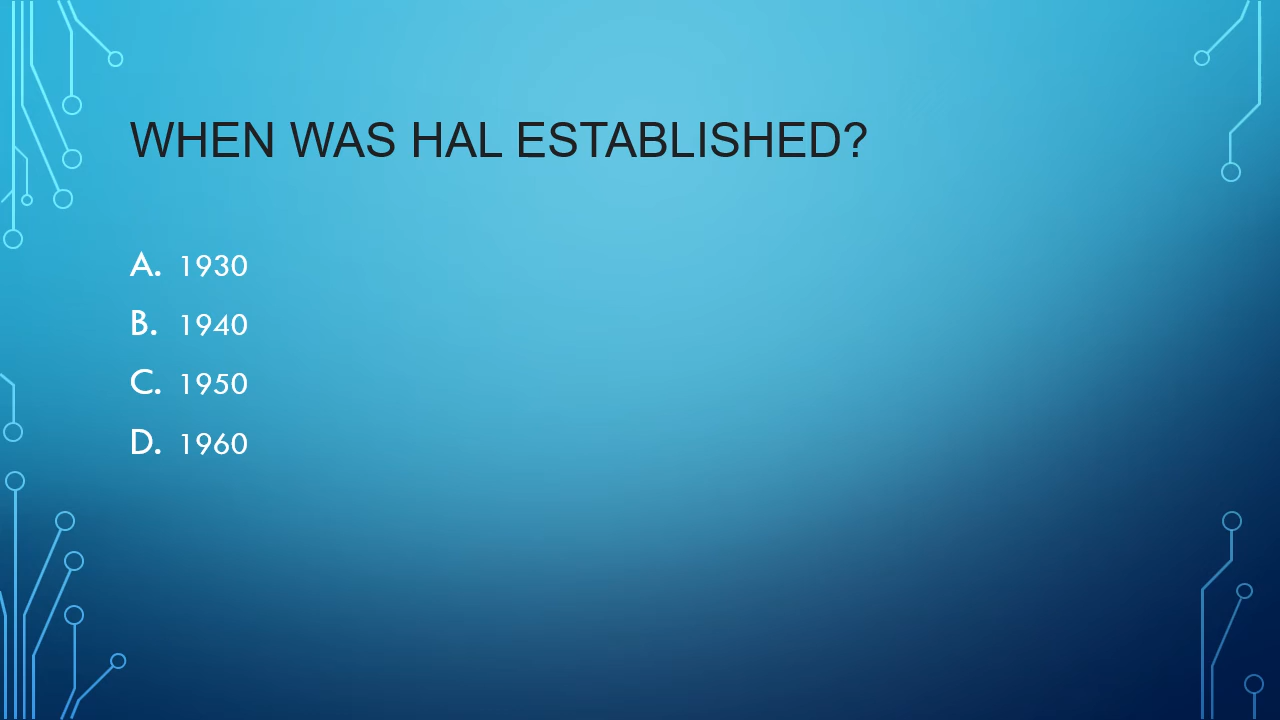 WHEN WAS HAL ESTABLISHED?
A. 1930
B. 1940
C. 1950
D. 1960